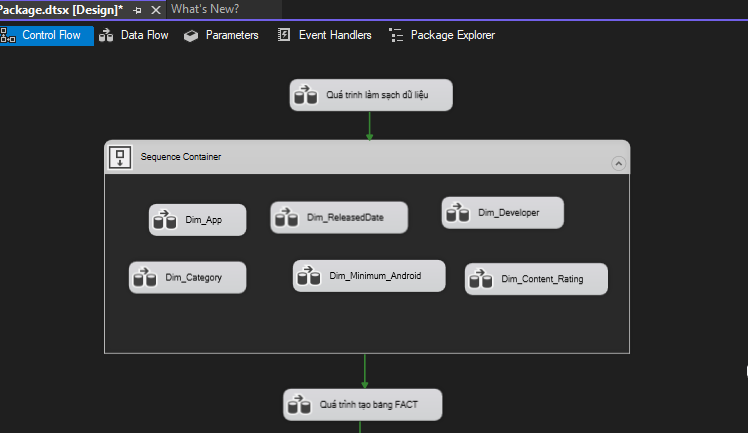 Package.dtsx [Design]*
What's New?
Control Flow
Data Flow
Parameters
Event Handlers
Package Explorer
Quá trình làm sạch dữ liệu
Sequence Container
Dim_App
Dim_ReleasedDate
Dim_Developer
Dim_Category
Dim_Minimum_Android
Dim_Content_Rating
Quá trình tạo bảng FACT